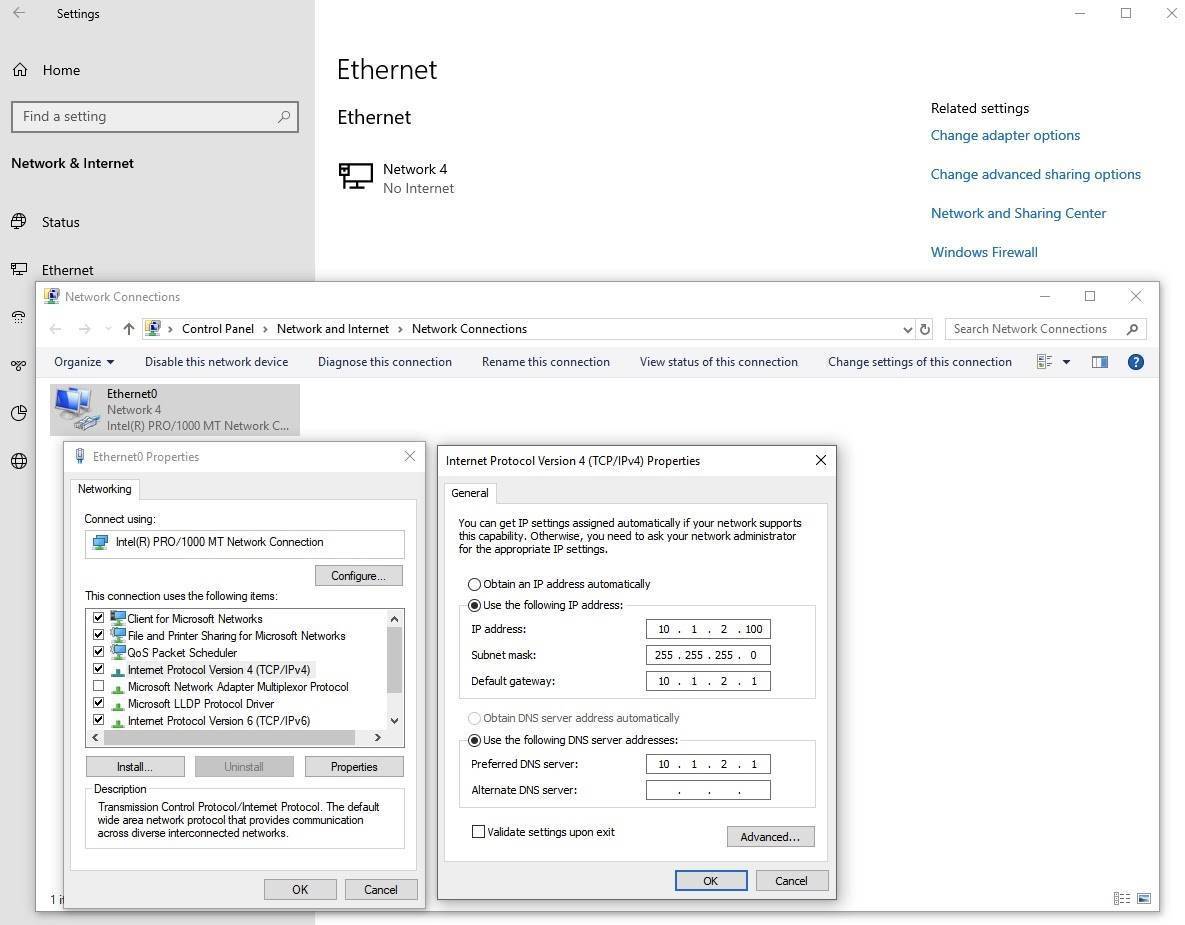 Settings
Home
Find a setting
Network & Internet
Status
Ethernet
Ethernet
Ethernet
Network 4
No Internet
Related settings
Change adapter options
Change advanced sharing options
Network and Sharing Center
Windows Firewall
Network Connections
Control Panel > Network and Internet > Network Connections
Search Network Connections
Organize Disable this network device Diagnose this connection Rename this connection View status of this connection Change settings of this connection
Ethernet0
Network 4
Intel(R) PRO/1000 MT Network C...
Ethernet0 Properties
Networking
Connect using:
Intel(R) PRO/1000 MT Network Connection
Configure...
This connection uses the following items:
Client for Microsoft Networks
File and Printer Sharing for Microsoft Networks
QoS Packet Scheduler
Internet Protocol Version 4 (TCP/IPv4)
Microsoft Network Adapter Multiplexor Protocol
Microsoft LLDP Protocol Driver
Internet Protocol Version 6 (TCP/IPv6)
Install... Uninstall Properties
Description
Transmission Control Protocol/Internet Protocol. The default
wide area network protocol that provides communication
across diverse interconnected networks.
OK Cancel
Internet Protocol Version 4 (TCP/IPv4) Properties
General
You can get IP settings assigned automatically if your network supports
this capability. Otherwise, you need to ask your network administrator
for the appropriate IP settings.
Obtain an IP address automatically
Use the following IP address:
IP address: 10 . 1 . 2 . 100
Subnet mask: 255 . 255 . 255 . 0
Default gateway: 10 . 1 . 2 . 1
Obtain DNS server address automatically
Use the following DNS server addresses:
Preferred DNS server: 10 . 1 . 2 . 1
Alternate DNS server: . . .
Validate settings upon exit
Advanced...
OK Cancel